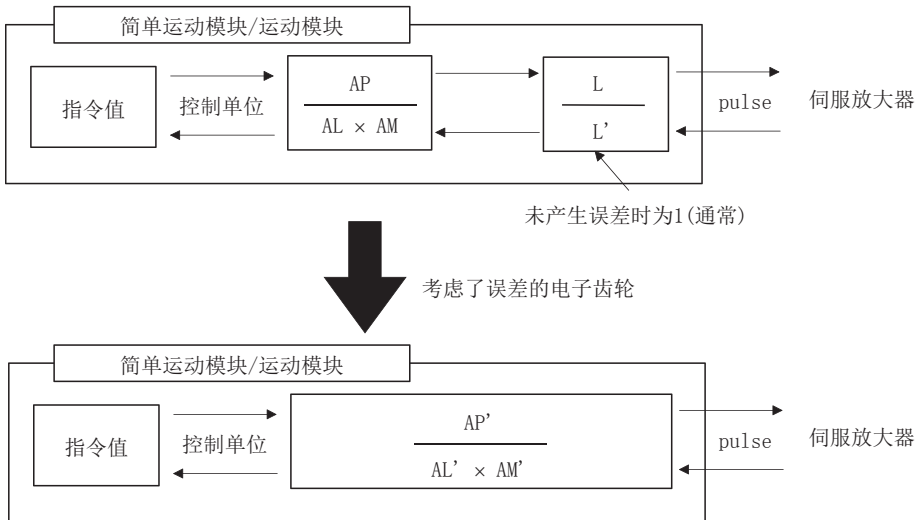 简单运动模块/运动模块
指令值
控制单位
AP
AL × AM
L
L'
pulse
伺服放大器
未产生误差时为1(通常)
考虑了误差的电子齿轮
简单运动模块/运动模块
指令值
控制单位
AP'
AL' × AM'
pulse
伺服放大器